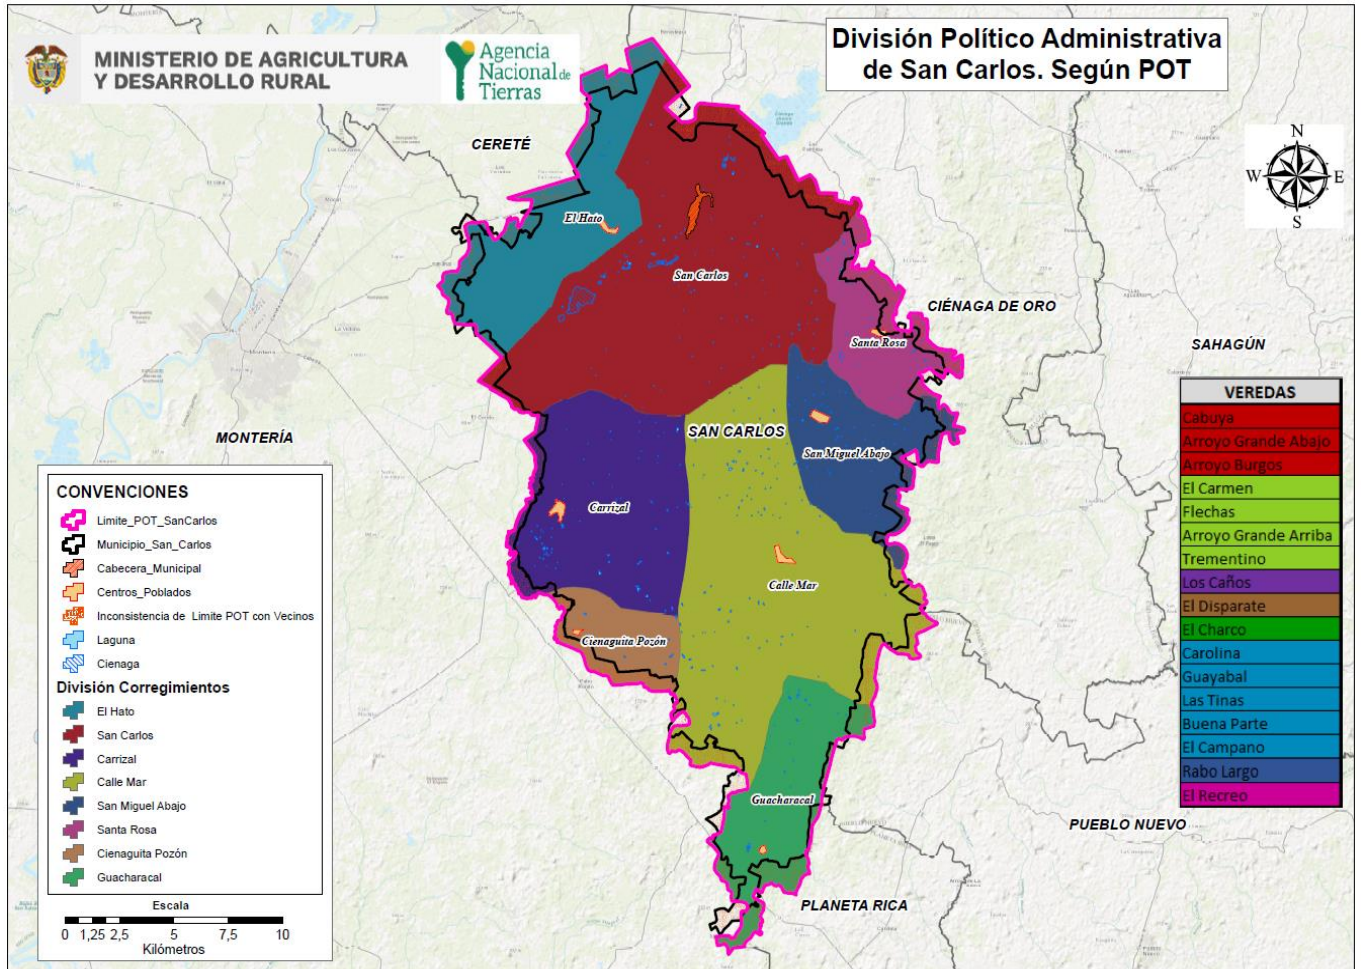 MINISTERIO DE AGRICULTURA
Y DESARROLLO RURAL
Agencia
Nacional de
Tierras
División Político Administrativa
de San Carlos. Según POT
N
W E
S
CERETÉ
El Hato
San Carlos
CIÉNAGA DE ORO
Santa Rosa
SAHAGÚN
MONTERÍA
SAN CARLOS
San Miguel Abajo
Carrizal
Calle Mar
Cienaguita Pozón
Guacharacal
PUEBLO NUEVO
PLANETA RICA
VEREDAS
Cabuya
Arroyo Grande Abajo
Arroyo Burgos
El Carmen
Flechas
Arroyo Grande Arriba
Trementino
Los Caños
El Disparate
El Charco
Carolina
Guayabal
Las Tinas
Buena Parte
El Campano
Rabo Largo
El Recreo
CONVENCIONES
Limite_POT_SanCarlos
Municipio_San_Carlos
Cabecera_Municipal
Centros_Poblados
Inconsistencia de Limite POT con Vecinos
Laguna
Cienaga
División Corregimientos
El Hato
San Carlos
Carrizal
Calle Mar
San Miguel Abajo
Santa Rosa
Cienaguita Pozón
Guacharacal
Escala
0 1,25 2,5 5 7,5 10
Kilómetros